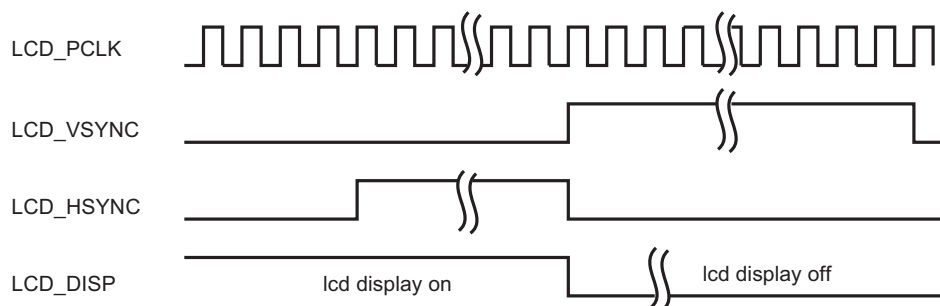 LCD_PCLK
LCD_VSYNC
LCD_HSYNC
LCD_DISP
lcd display on
lcd display off